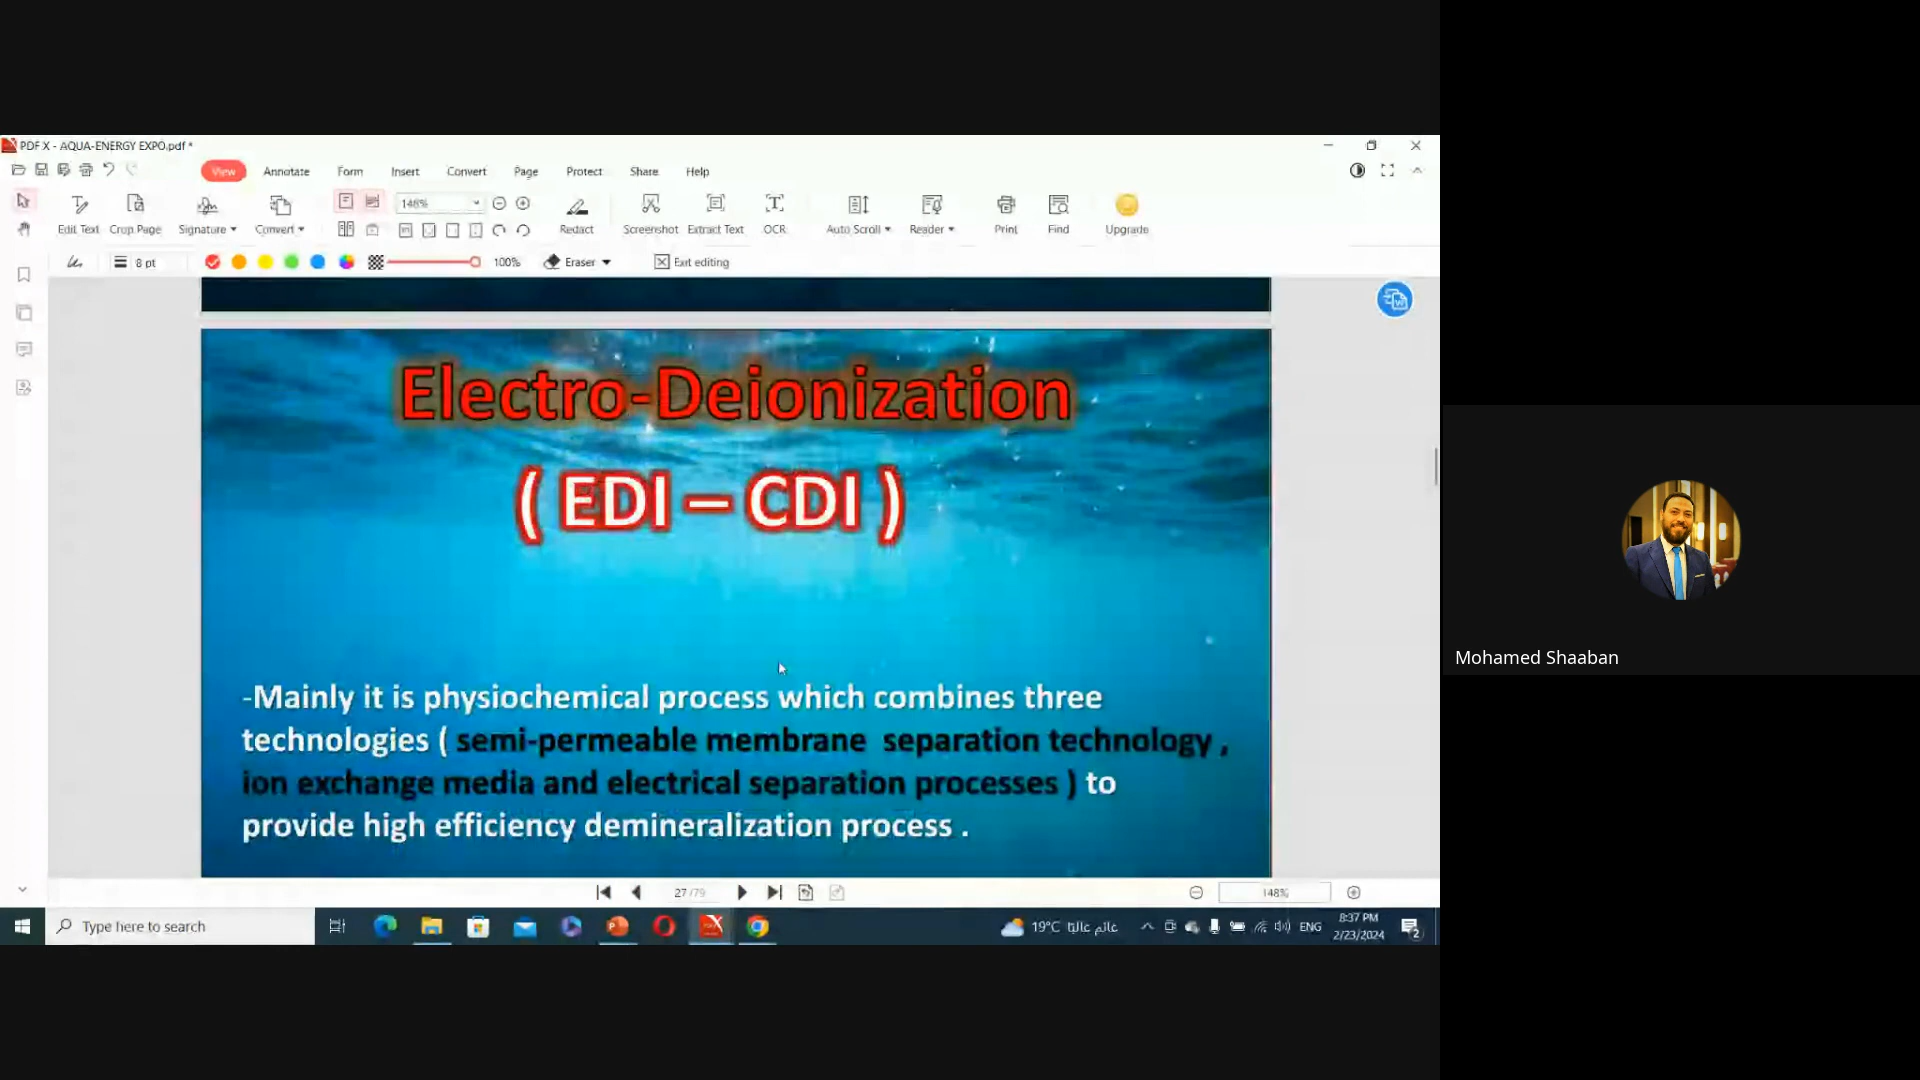 PDF X - AQUA-ENERGY EXPO.pdf *
View Annotate Form Insert Convert Page Protect Share Help
148%
Edit Text Crop Page Signature Convert Redact Screenshot Extract Text OCR Auto Scroll Reader Print Find Upgrade
8 pt 100% Eraser Exit editing
Electro-Deionization
( EDI – CDI )
-Mainly it is physiochemical process which combines three
technologies ( semi-permeable membrane separation technology ,
ion exchange media and electrical separation processes ) to
provide high efficiency demineralization process .
27 /79
148%
Type here to search
19°C غائم غالبًا
ENG
8:37 PM
2/23/2024
2
Mohamed Shaaban